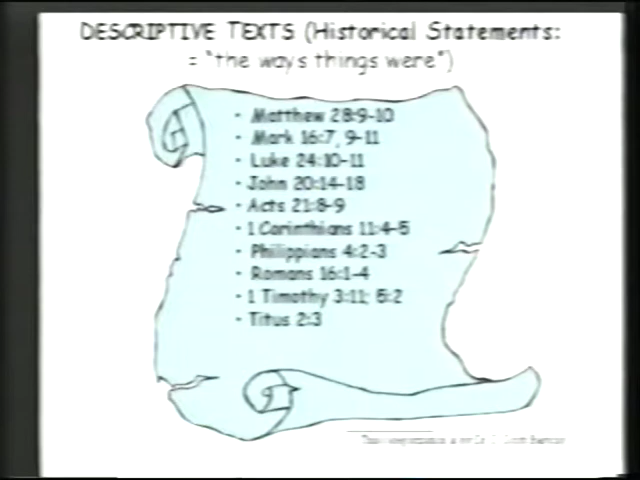 DESCRIPTIVE TEXTS (Historical Statements:
= "the ways things were")
• Matthew 28:9-10
• Mark 16:7, 9-11
• Luke 24:10-11
• John 20:14-18
• Acts 21:8-9
• 1 Corinthians 11:4-5
• Philippians 4:2-3
• Romans 16:1-4
• 1 Timothy 3:11; 5:2
• Titus 2:3